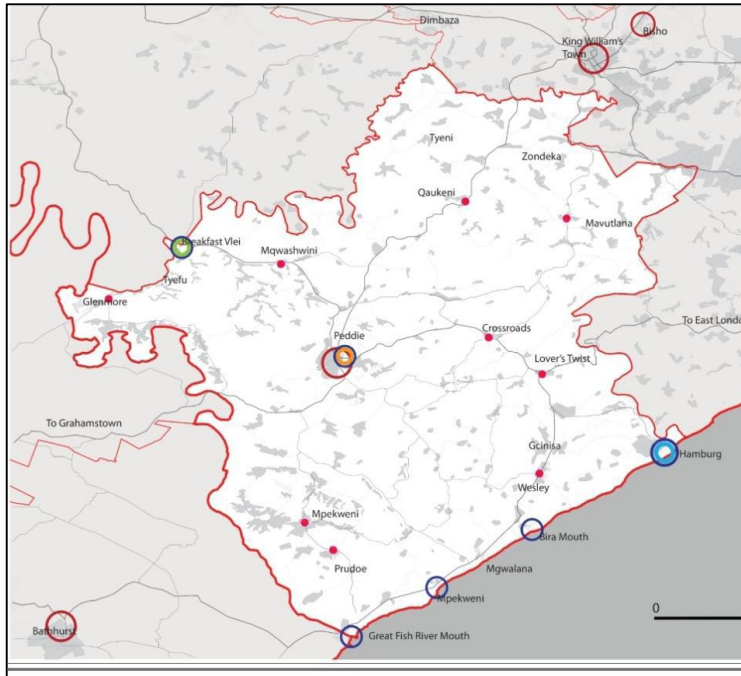 Dimbaza
Bisho
King William's
Town
Tyeni
Zondeka
Qaukeni
Mavutlana
Breakfast Vlei
Mqwashwini
Tyefu
Glenmore
To East Londo
Peddie
Crossroads
Lover's Twist
To Grahamstown
Gcinisa
Hamburg
Wesley
Mpekweni
Bira Mouth
Prudoe
Mgwalana
Mpekweni
0
Bathhurst
Great Fish River Mouth